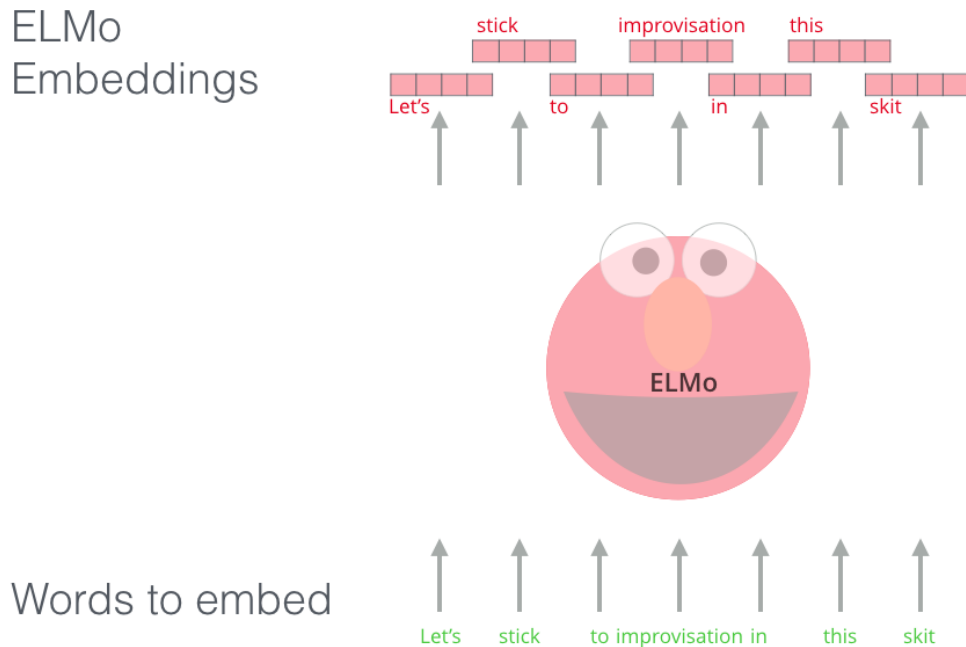 ELMo
Embeddings
stick improvisation this
Let's to in skit
ELMo
Words to embed
Let's stick to improvisation in this skit